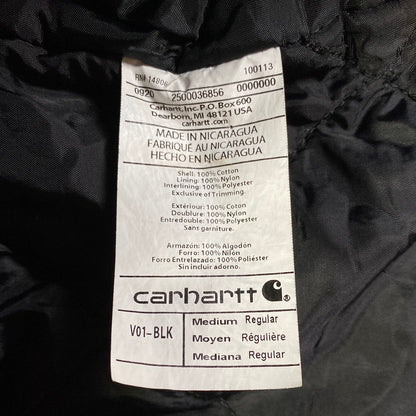 RN# 14806 100113
0920 2500036856 0000000
Carhartt, Inc. P.O. Box 600
Dearborn, MI 48121 USA
carhartt.com
MADE IN NICARAGUA
FABRIQUÉ AU NICARAGUA
HECHO EN NICARAGUA
Shell: 100% Cotton
Lining: 100% Nylon
Interlining: 100% Polyester
Exclusive of Trimming.
Extérieur: 100% Coton
Doublure: 100% Nylon
Entredouble: 100% Polyester
Sans garniture.
Armazón: 100% Algodón
Forro: 100% Nilón
Forro Entrelazado: 100% Poliéster
Sin incluir adorno.
carhartt
V01-BLK
Medium Regular
Moyen Régulière
Mediana Regular